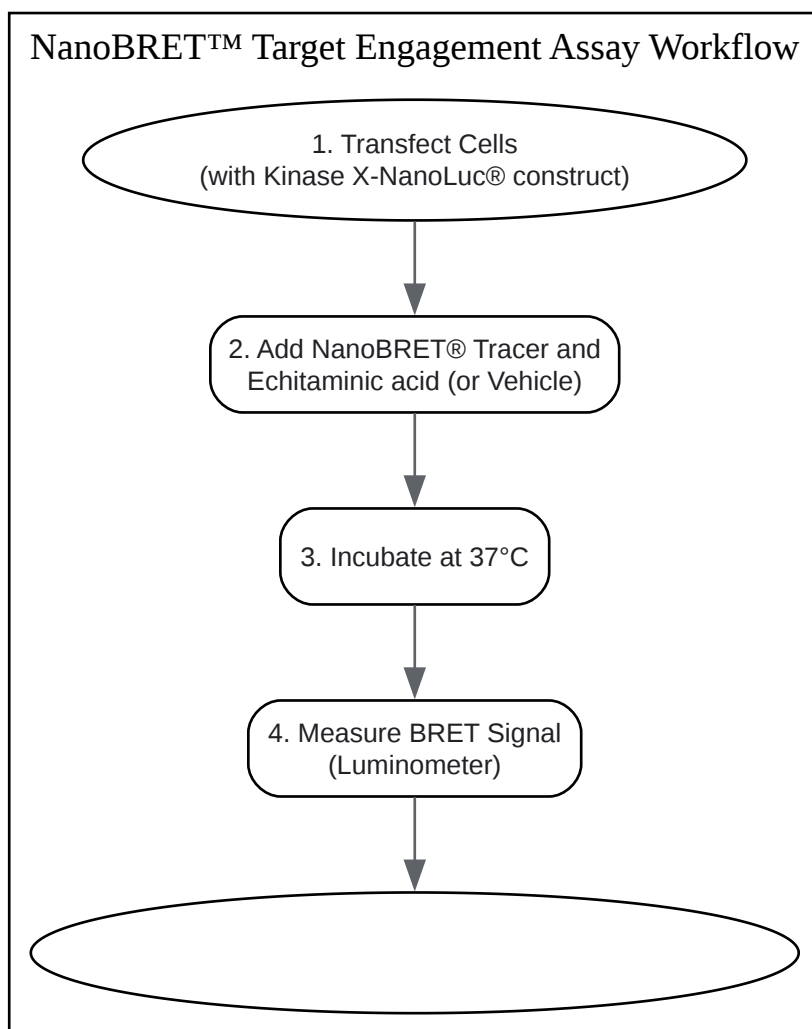 NanoBRET™ Target Engagement Assay Workflow
1. Transfect Cells
(with Kinase X-NanoLuc® construct)
2. Add NanoBRET® Tracer and
Echitaminic acid (or Vehicle)
3. Incubate at 37°C
4. Measure BRET Signal
(Luminometer)